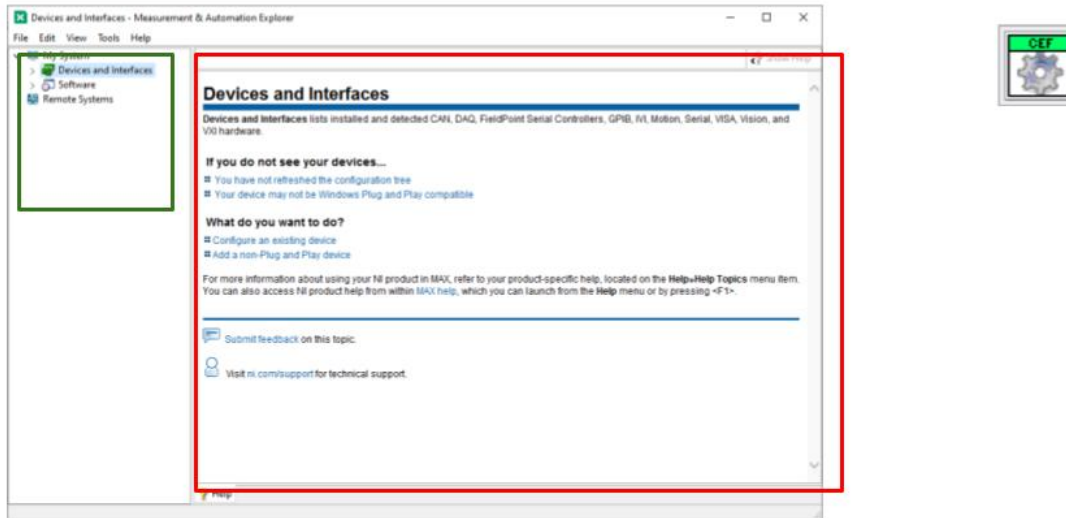 Devices and Interfaces - Measurement & Automation Explorer
File Edit View Tools Help
My System
Devices and Interfaces
Software
Remote Systems
Show Help
Devices and Interfaces
Devices and Interfaces lists installed and detected CAN, DAQ, FieldPoint Serial Controllers, GPIB, IVI, Motion, Serial, VISA, Vision, and
VXI hardware.
If you do not see your devices...
You have not refreshed the configuration tree
Your device may not be Windows Plug and Play compatible
What do you want to do?
Configure an existing device
Add a non-Plug and Play device
For more information about using your NI product in MAX, refer to your product-specific help, located on the Help»Help Topics menu item.
You can also access NI product help from within MAX help, which you can launch from the Help menu or by pressing <F1>.
Submit feedback on this topic.
Visit ni.com/support for technical support.
Help
CEF